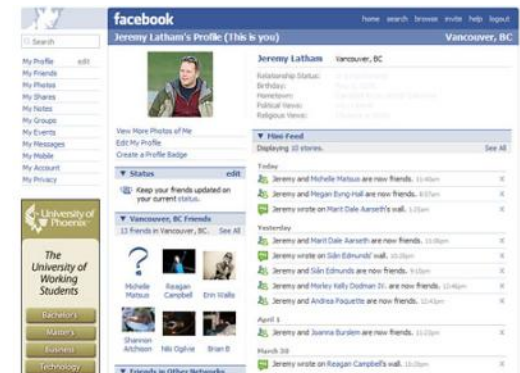 facebook
home search browse invite help logout
Jeremy Latham's Profile (This is you)
Vancouver, BC
Search
My Profile edit
My Friends
My Photos
My Shares
My Notes
My Groups
My Events
My Messages
My Mobile
My Account
My Privacy
University of
Phoenix
The
University of
Working
Students
Bachelor's
Master's
Business
Technology
View More Photos of Me
Edit My Profile
Create a Profile Badge
Status edit
Keep your friends updated on
your current status.
Vancouver, BC Friends
13 friends in Vancouver, BC. See All
Michelle
Matsuo
Reagan
Campbell
Erin Walls
Shannon
Aitchison
Nils Ogilvie
Brian B
Friends in Other Networks
Jeremy Latham
Vancouver, BC
Relationship Status:
Birthday:
Hometown:
Political Views:
Religious Views:
Mini-Feed
Displaying 10 stories. See All
Today
Jeremy and Michelle Matsuo are now friends.
Jeremy and Megan Eyng-Hall are now friends.
Jeremy wrote on Marit Dale Aarseth's wall.
Yesterday
Jeremy and Marit Dale Aarseth are now friends.
Jeremy wrote on Siân Edmunds' wall.
Jeremy and Siân Edmunds are now friends.
Jeremy and Morley Kelly Dodman IV. are now friends.
Jeremy and Andrea Paquette are now friends.
April 1
Jeremy and Joanna Burslem are now friends.
March 30
Jeremy wrote on Reagan Campbell's wall.